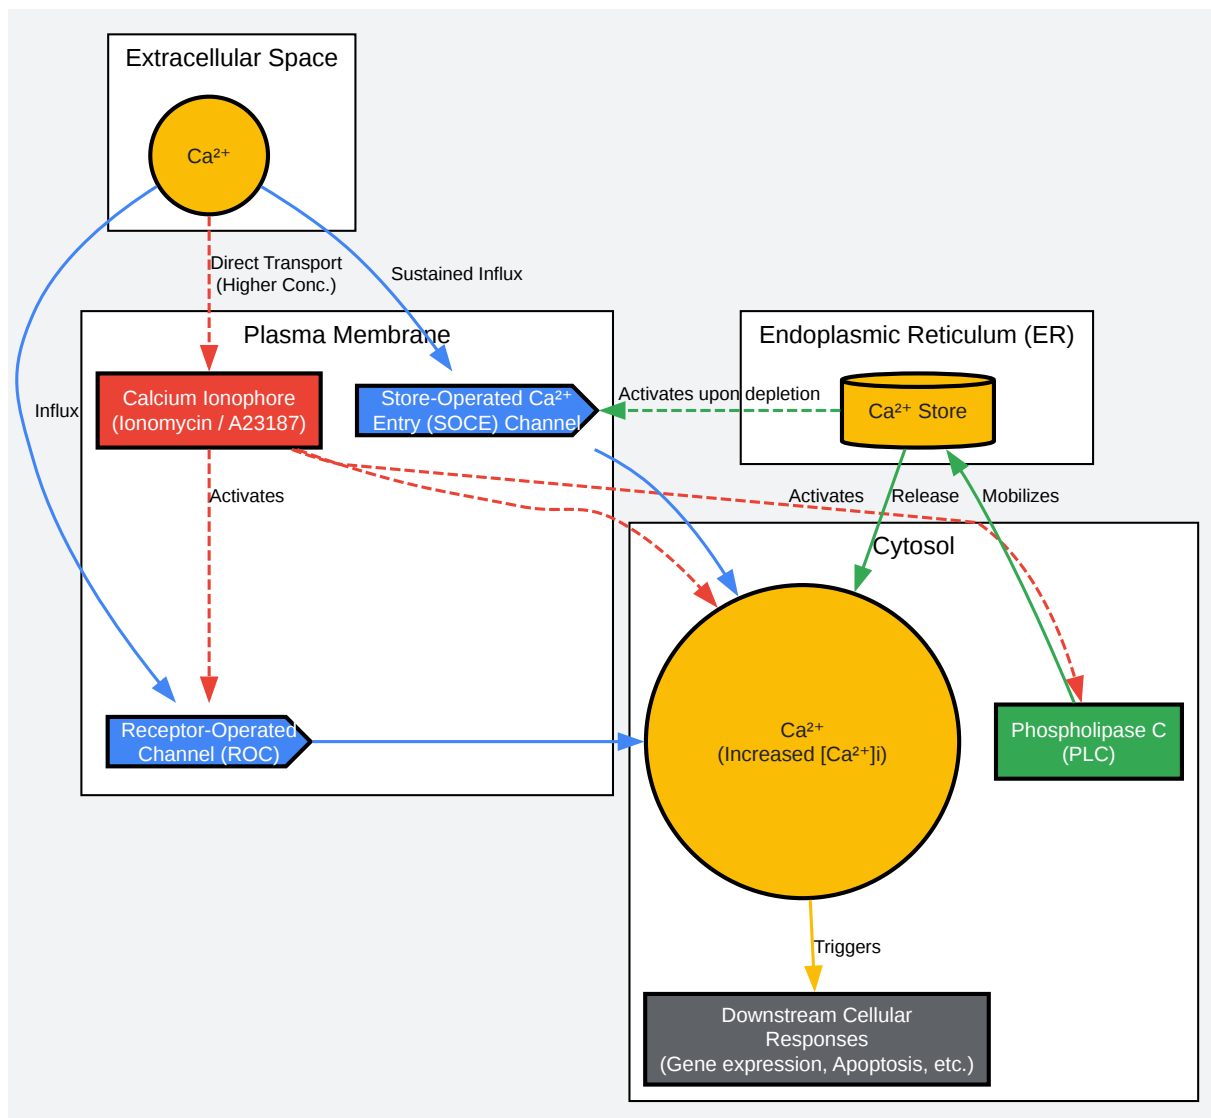 Extracellular Space
Ca²⁺
Direct Transport
(Higher Conc.)
Sustained Influx
Plasma Membrane
Endoplasmic Reticulum (ER)
Calcium Ionophore
(Ionomycin / A23187)
Store-Operated Ca²⁺
Entry (SOCE) Channel
Activates upon depletion
Ca²⁺ Store
Influx
Activates
Activates
Release
Mobilizes
Cytosol
Receptor-Operated
Channel (ROC)
Ca²⁺
(Increased [Ca²⁺]i)
Phospholipase C
(PLC)
Triggers
Downstream Cellular
Responses
(Gene expression, Apoptosis, etc.)